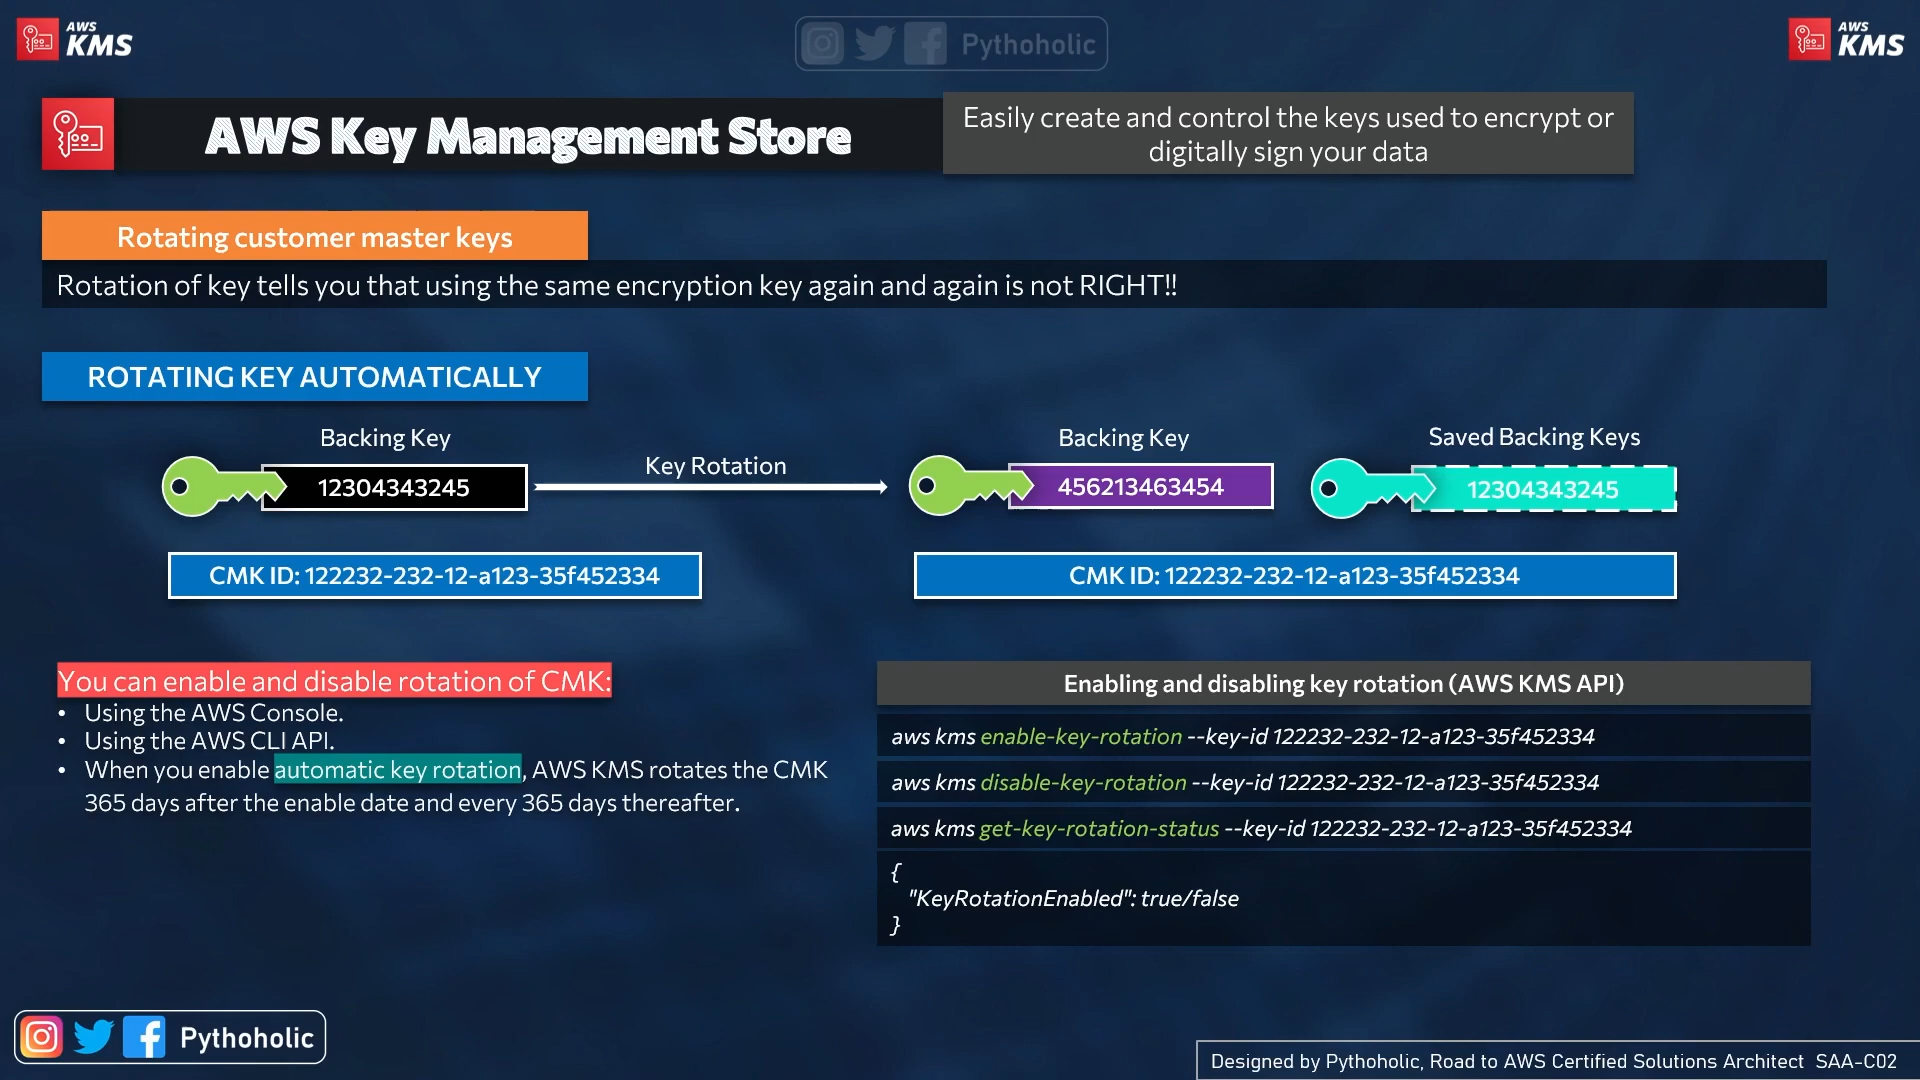 AWS
KMS
Pythoholic
AWS
KMS
AWS Key Management Store
Easily create and control the keys used to encrypt or
digitally sign your data
Rotating customer master keys
Rotation of key tells you that using the same encryption key again and again is not RIGHT!!
ROTATING KEY AUTOMATICALLY
Backing Key
12304343245
Key Rotation
Backing Key
456213463454
Saved Backing Keys
12304343245
CMK ID: 122232-232-12-a123-35f452334
CMK ID: 122232-232-12-a123-35f452334
You can enable and disable rotation of CMK:
• Using the AWS Console.
• Using the AWS CLI API.
• When you enable automatic key rotation, AWS KMS rotates the CMK
365 days after the enable date and every 365 days thereafter.
Enabling and disabling key rotation (AWS KMS API)
aws kms enable-key-rotation --key-id 122232-232-12-a123-35f452334
aws kms disable-key-rotation --key-id 122232-232-12-a123-35f452334
aws kms get-key-rotation-status --key-id 122232-232-12-a123-35f452334
{
"KeyRotationEnabled": true/false
}
Pythoholic
Designed by Pythoholic, Road to AWS Certified Solutions Architect SAA-C02